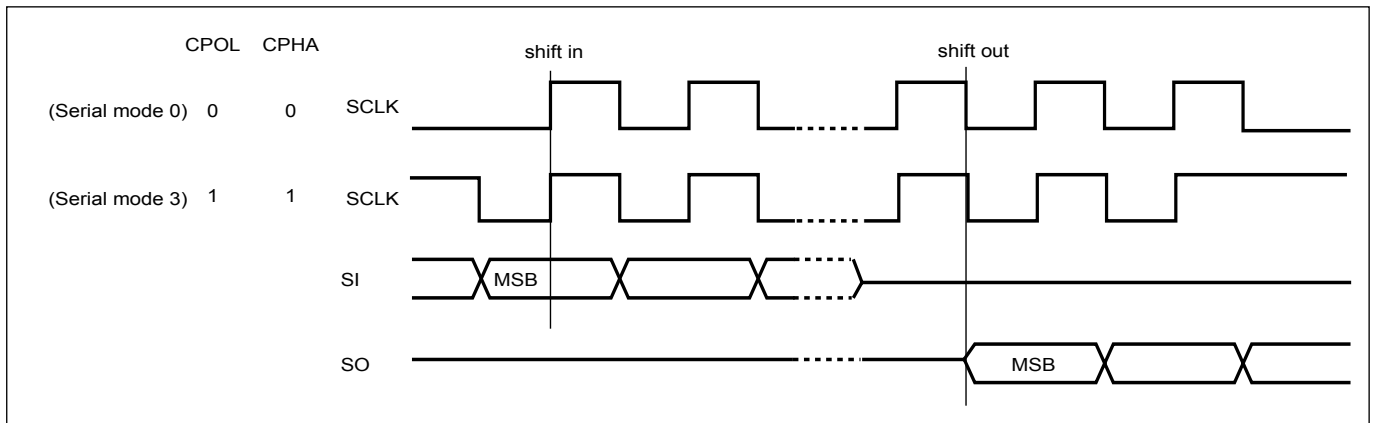 CPOL CPHA shift in shift out
(Serial mode 0) 0 0 SCLK
(Serial mode 3) 1 1 SCLK
SI MSB
SO MSB